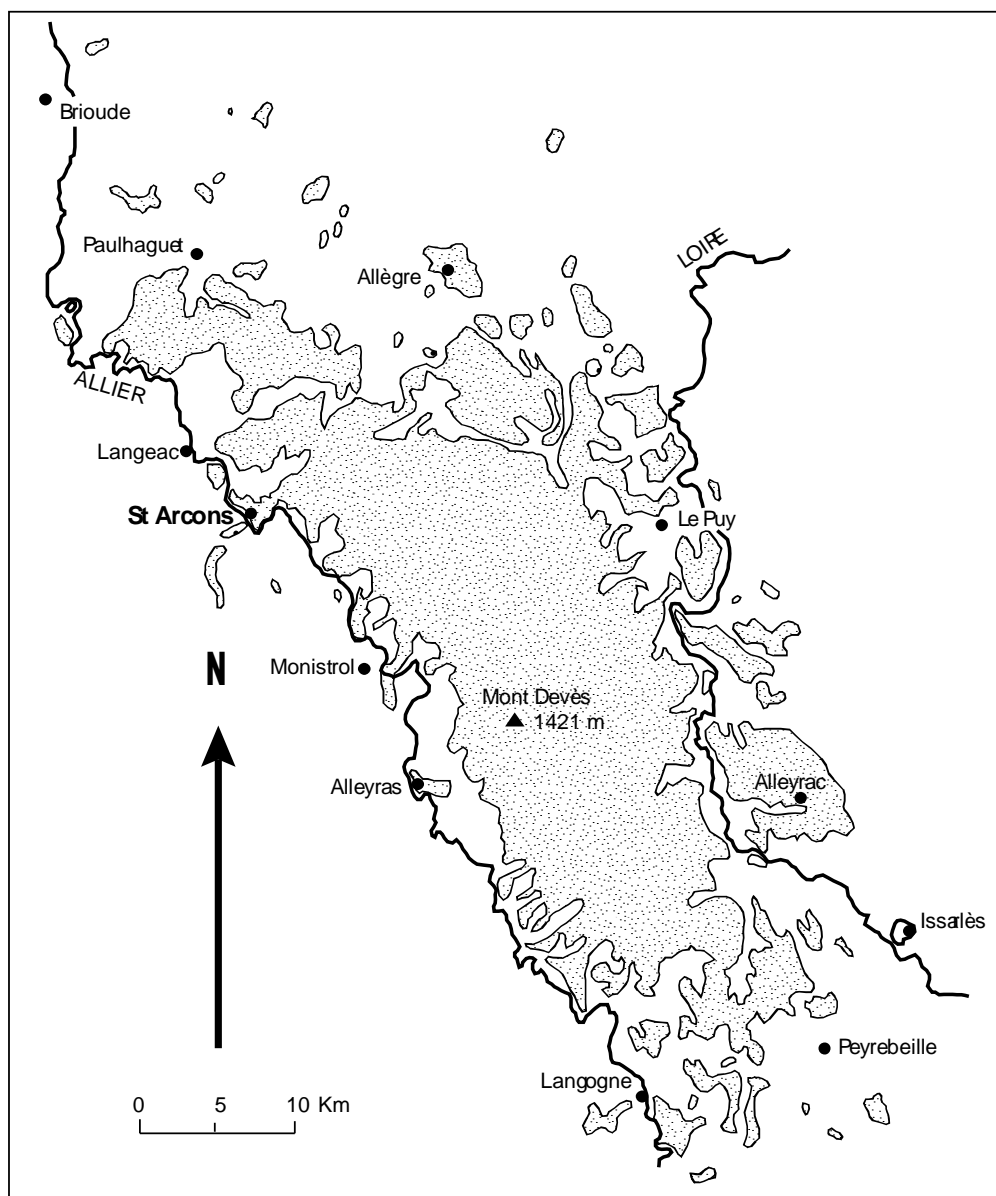 Brioude
Paulhaguet
Allègre
LOIRE
ALLIER
Langeac
St Arcons
Le Puy
N
Monistrol
Mont Devès
1421 m
Alleyras
Alleyrac
Issarlès
Peyrebeille
Langogne
0 5 10 Km